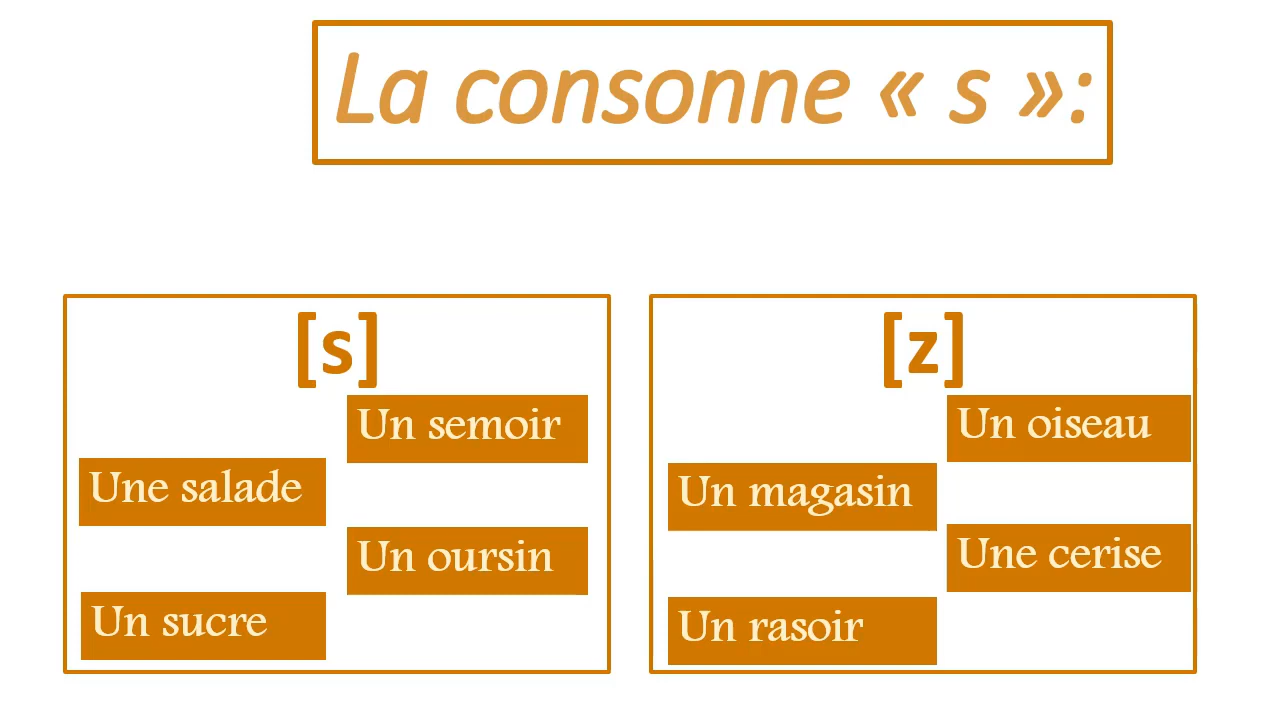 La consonne « s »:
[s]
Un semoir
Une salade
Un oursin
Un sucre
[z]
Un oiseau
Un magasin
Une cerise
Un rasoir